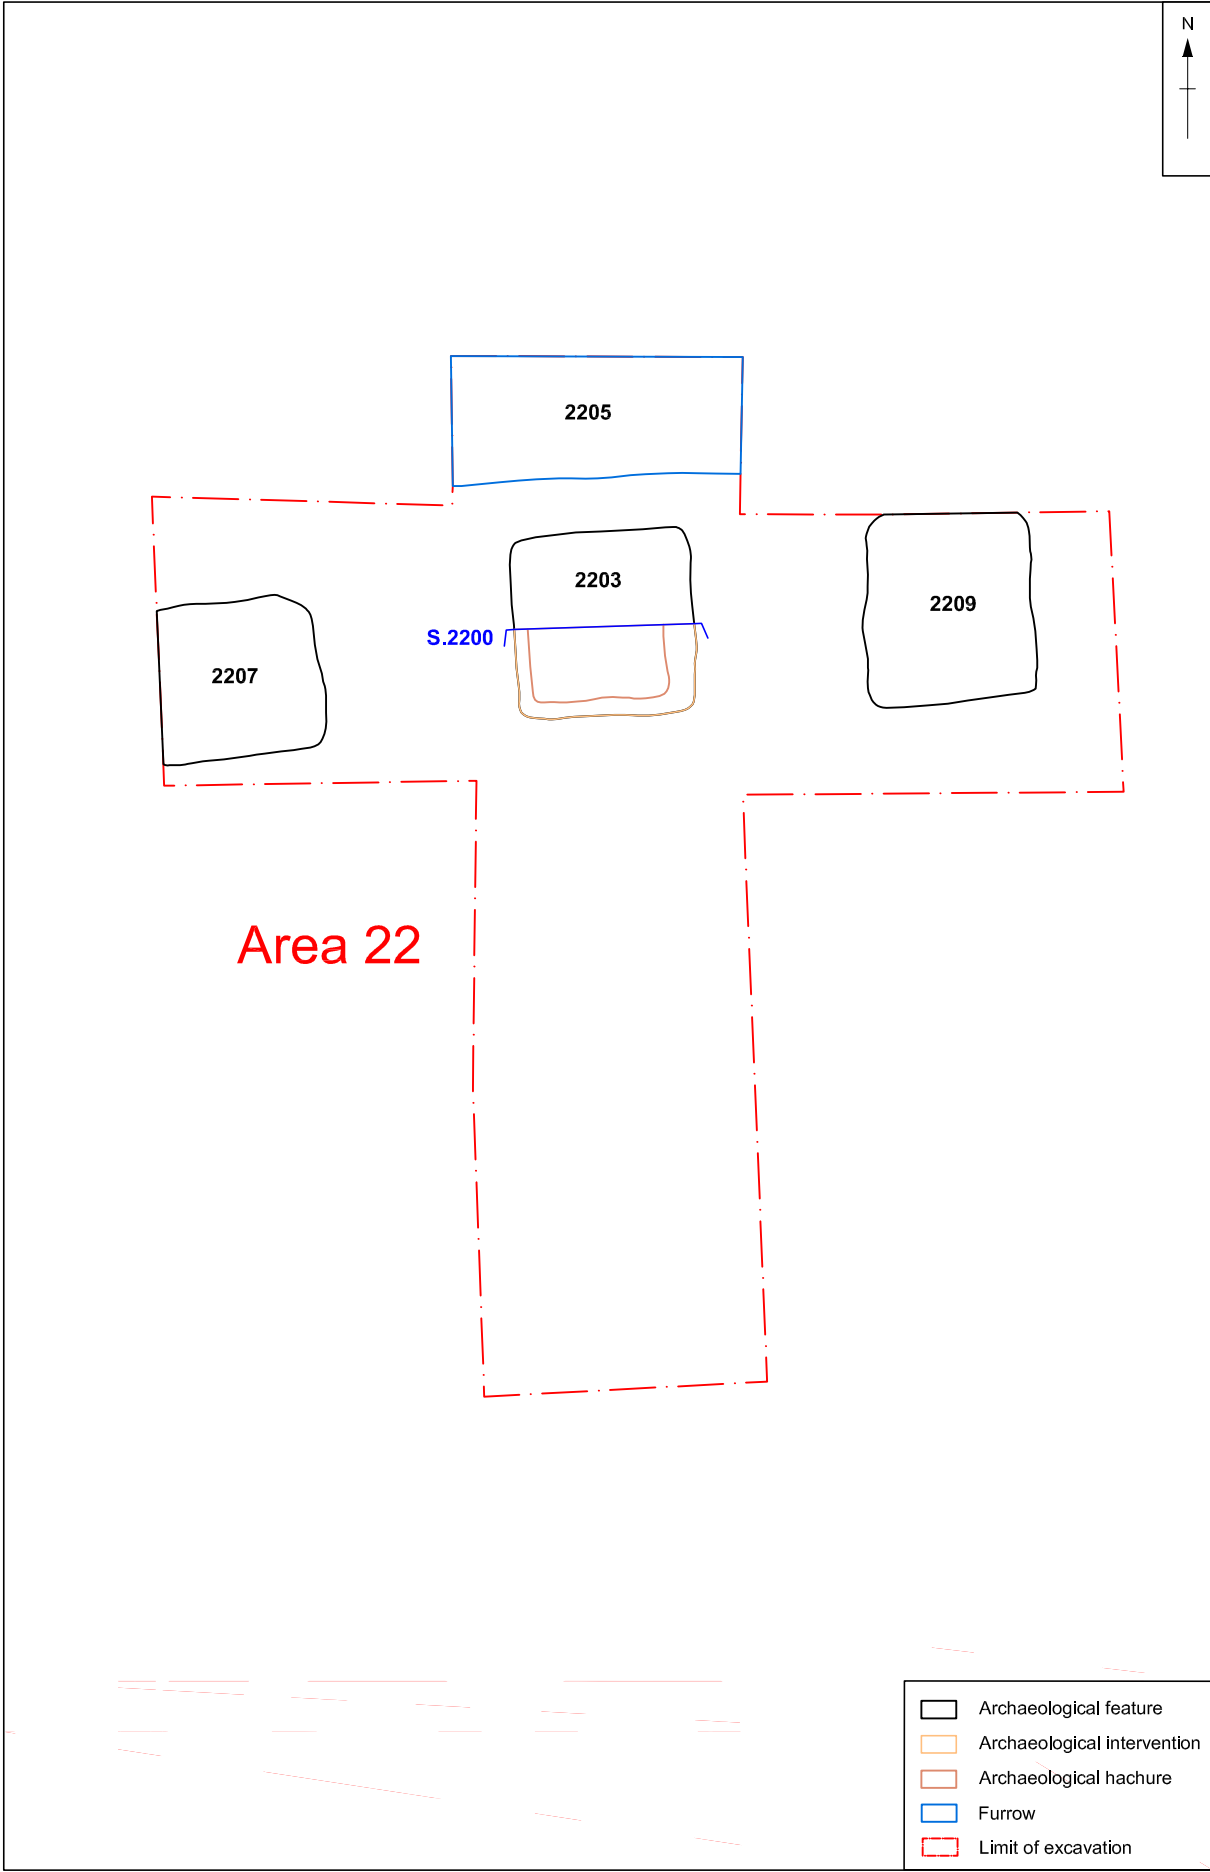 N
2205
2203
2209
S.2200
2207
Area 22
Archaeological feature
Archaeological intervention
Archaeological hachure
Furrow
Limit of excavation